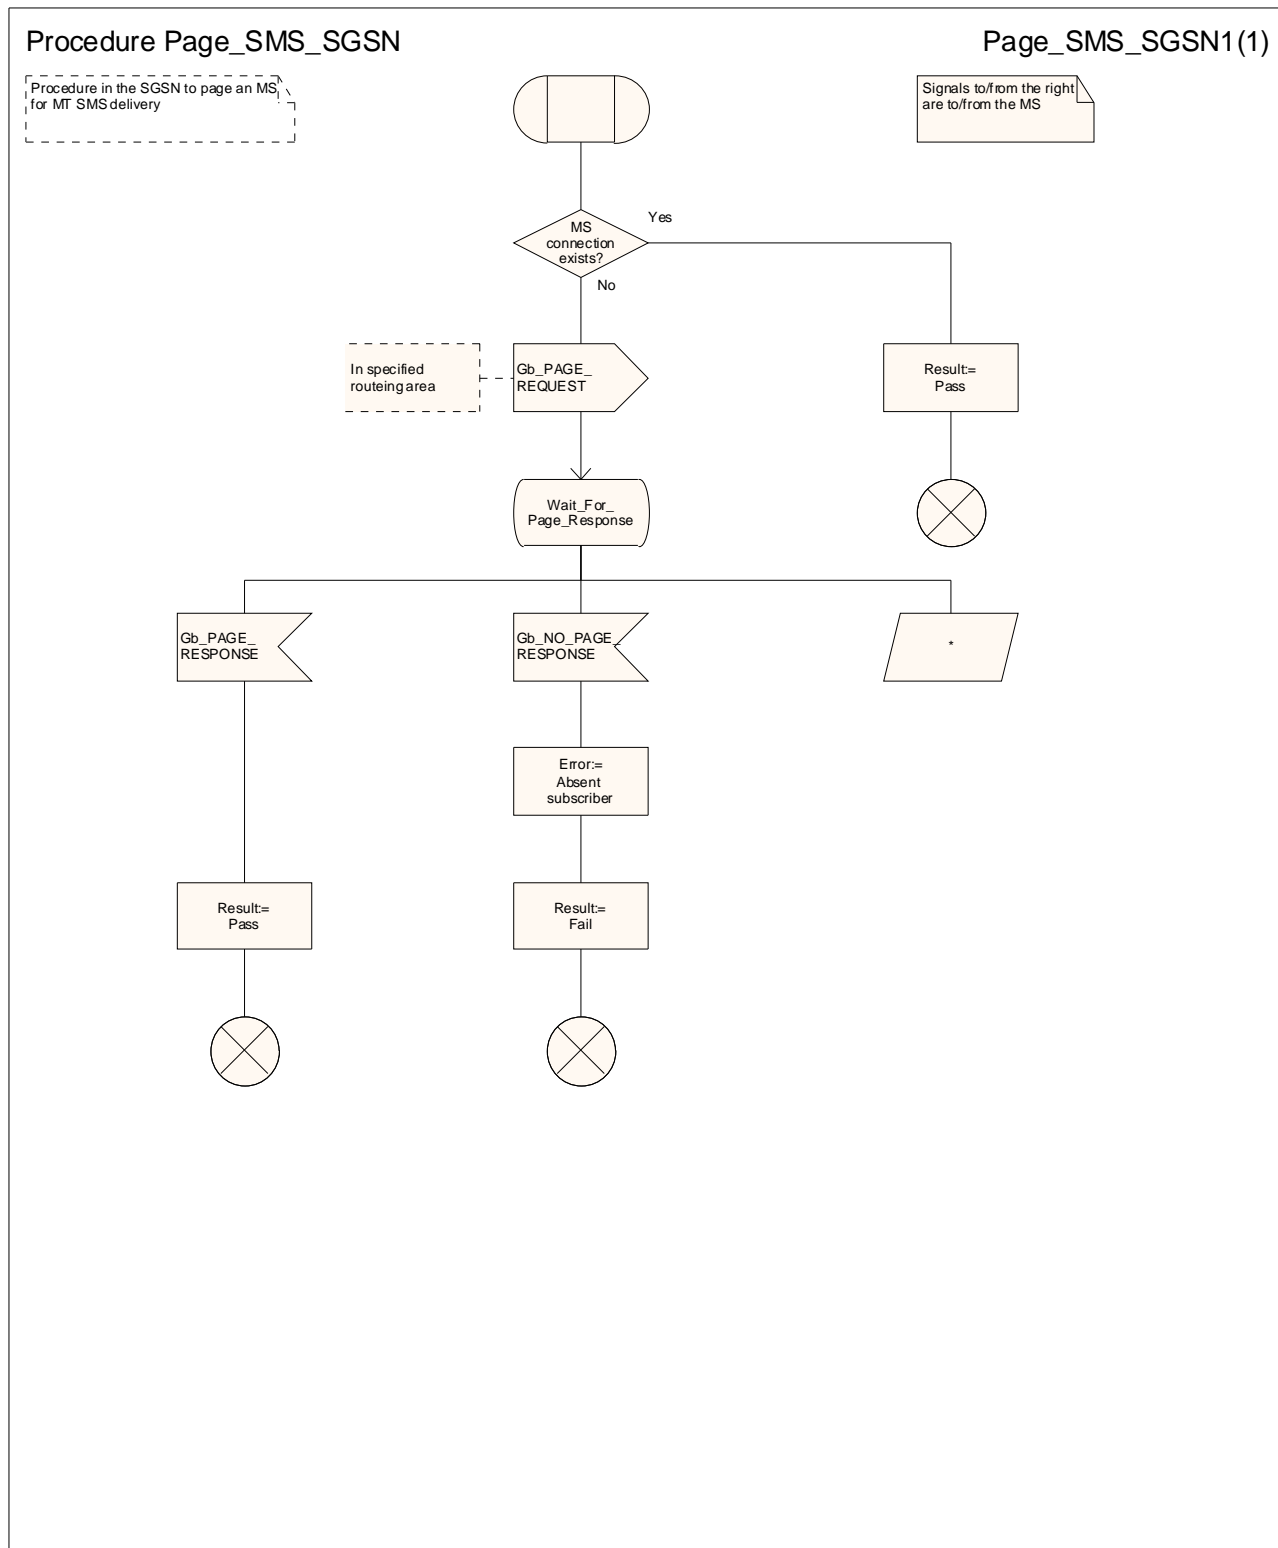 Procedure Page_SMS_SGSN
Page_SMS_SGSN1(1)
Procedure in the SGSN to page an MS
for MT SMS delivery
Signals to/from the right
are to/from the MS
MS
connection
exists?
Yes
No
In specified
routeing area
Gb_PAGE_
REQUEST
Result:=
Pass
Wait_For_
Page_Response
Gb_PAGE_
RESPONSE
Gb_NO_PAGE_
RESPONSE
*
Error:=
Absent
subscriber
Result:=
Pass
Result:=
Fail